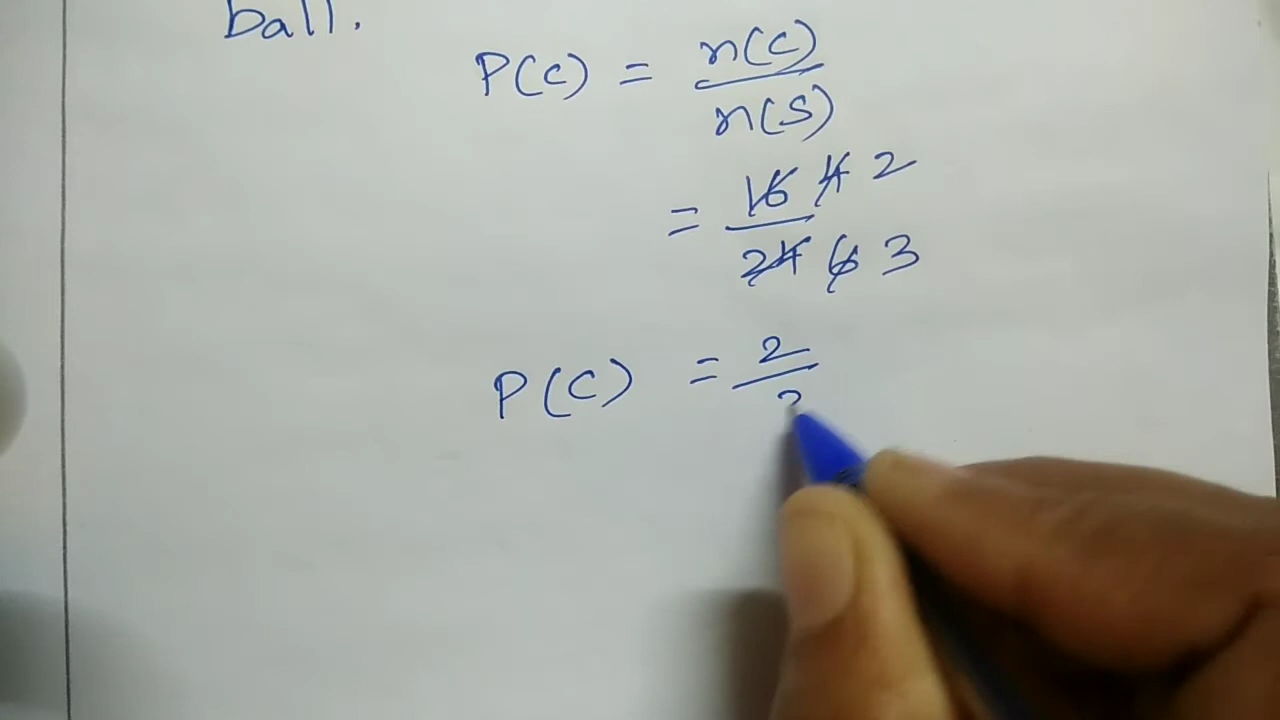 ball.
P(C) = n(C)/n(S)
= 16/24 4/6 2/3
P(C) = 2/